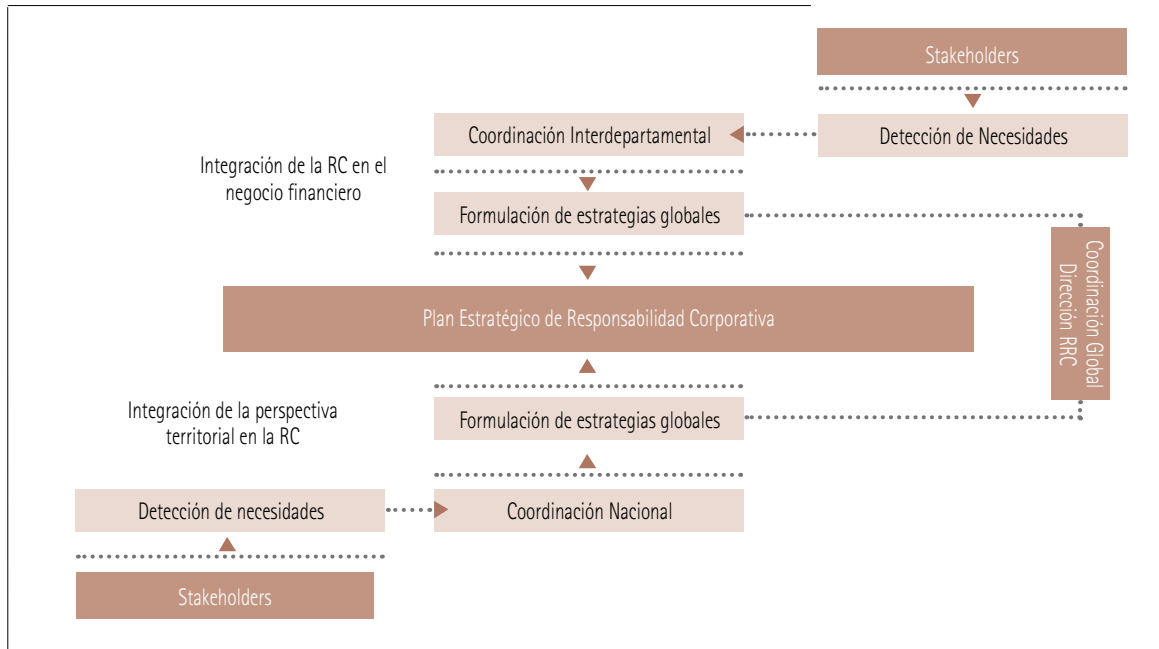 Stakeholders
Detección de Necesidades
Coordinación Interdepartamental
Integración de la RC en el
negocio financiero
Formulación de estrategias globales
Coordinación Global
Dirección RRC
Plan Estratégico de Responsabilidad Corporativa
Integración de la perspectiva
territorial en la RC
Formulación de estrategias globales
Detección de necesidades
Coordinación Nacional
Stakeholders